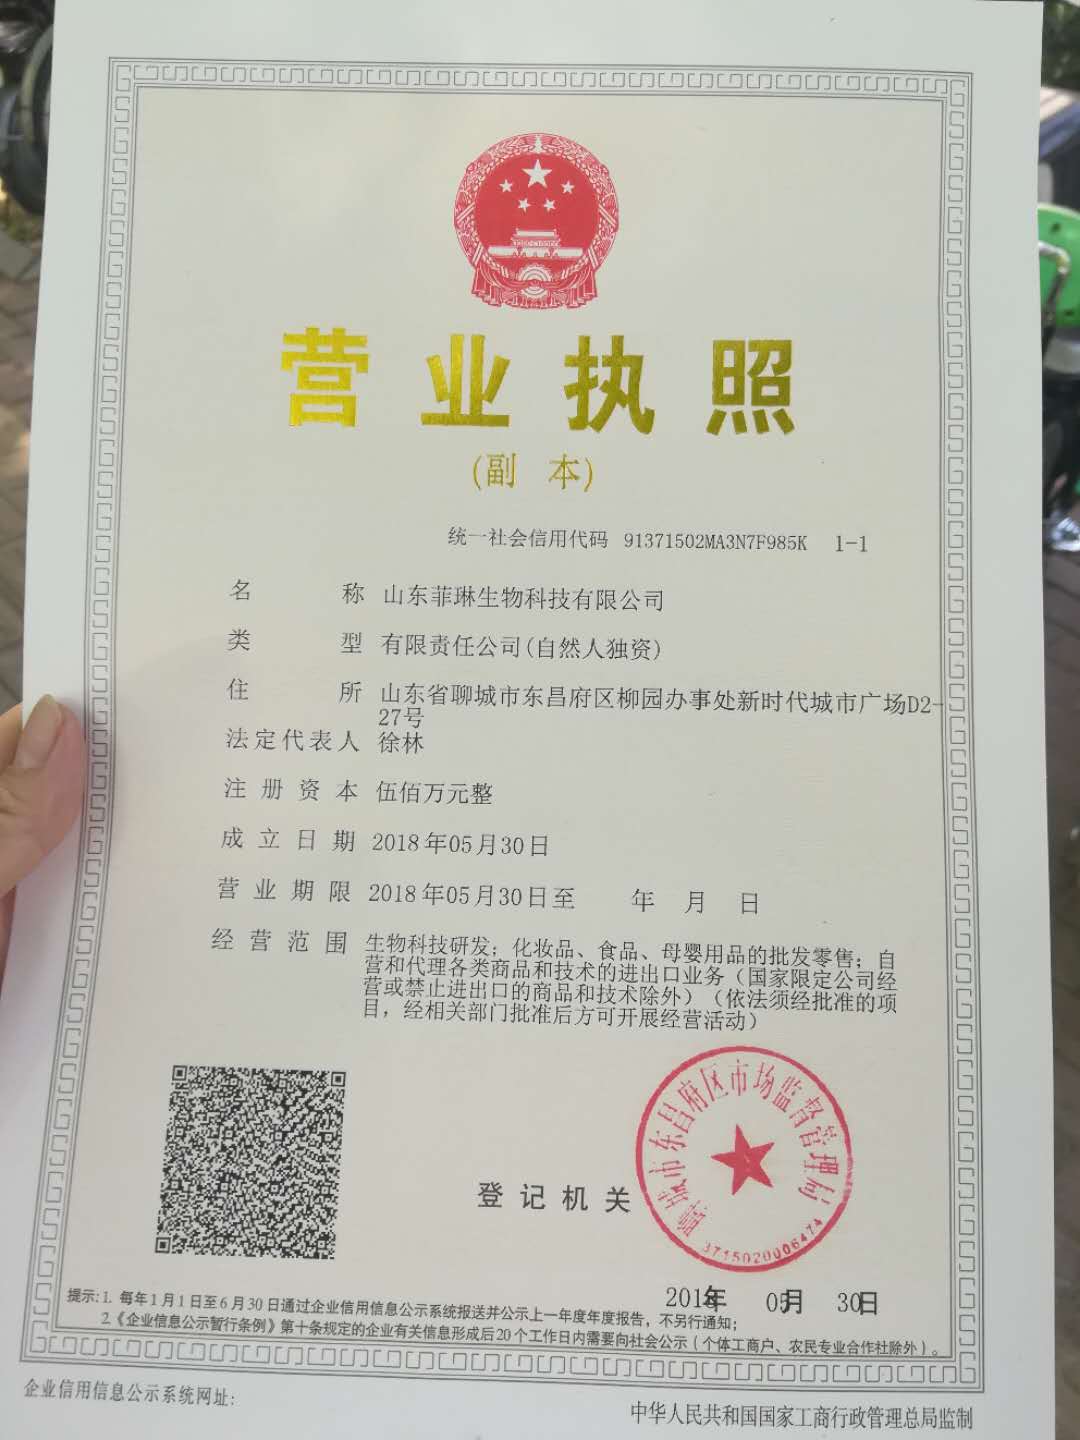 营业执照
(副 本)
统一社会信用代码 91371502MA3N7F985K 1-1
名称 山东菲琳生物科技有限公司
类型 有限责任公司(自然人独资)
住所 山东省聊城市东昌府区柳园办事处新时代城市广场D2-
27号
法定代表人 徐林
注册资本 伍佰万元整
成立日期 2018年05月30日
营业期限 2018年05月30日至 年 月 日
经营范围 生物科技研发；化妆品、食品、母婴用品的批发零售；自
营和代理各类商品和技术的进出口业务（国家限定公司经
营或禁止进出口的商品和技术除外）（依法须经批准的项
目，经相关部门批准后方可开展经营活动）
聊城市东昌府区市场监督管理局
3715020006474
登记机关
2018年 05月 30日
提示:1. 每年1月1日至6月30日通过企业信用信息公示系统报送并公示上一年度年度报告，不另行通知；
2.《企业信息公示暂行条例》第十条规定的企业有关信息形成后20个工作日内需要向社会公示（个体工商户、农民专业合作社除外）。
企业信用信息公示系统网址:
中华人民共和国国家工商行政管理总局监制